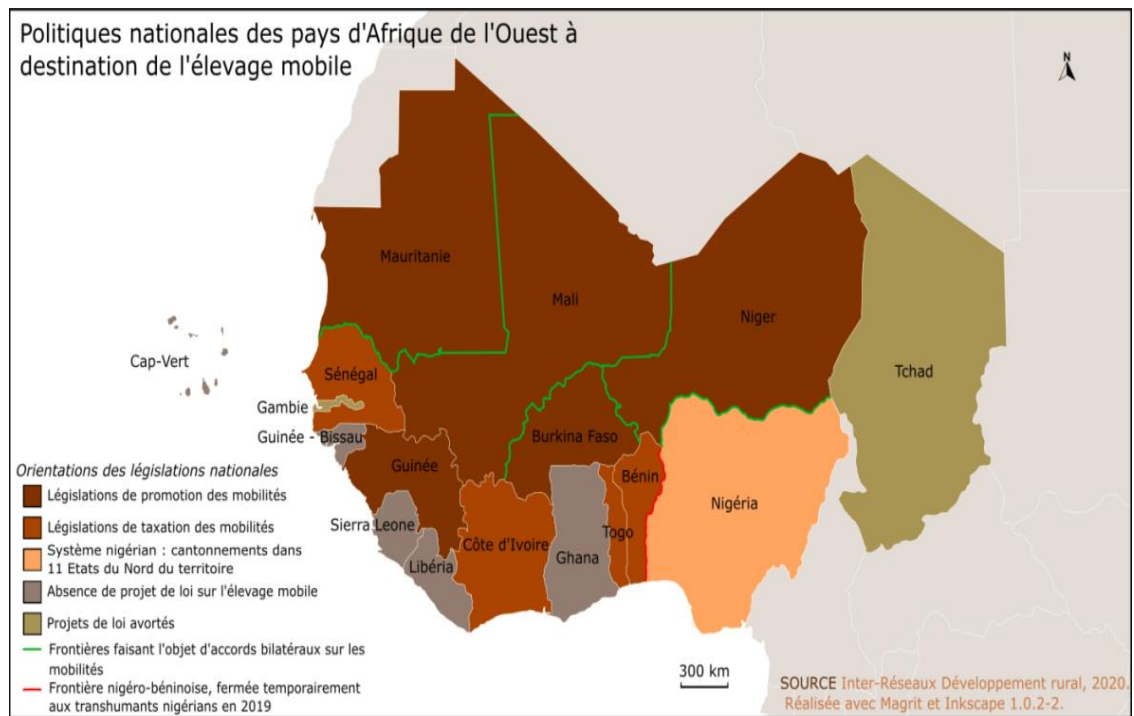 Politiques nationales des pays d'Afrique de l'Ouest à
destination de l'élevage mobile
N
Mauritanie
Mali
Niger
Tchad
Cap-Vert
Sénégal
Gambie
Guinée - Bissau
Burkina Faso
Guinée
Bénin
Nigéria
Sierra Leone
Côte d'Ivoire
Togo
Ghana
Libéria
Orientations des législations nationales
Législations de promotion des mobilités
Législations de taxation des mobilités
Système nigérian : cantonnements dans
11 Etats du Nord du territoire
Absence de projet de loi sur l'élevage mobile
Projets de loi avortés
Frontières faisant l'objet d'accords bilatéraux sur les
mobilités
Frontière nigéro-béninoise, fermée temporairement
aux transhumants nigérians en 2019
300 km
SOURCE Inter-Réseaux Développement rural, 2020.
Réalisée avec Magrit et Inkscape 1.0.2-2.